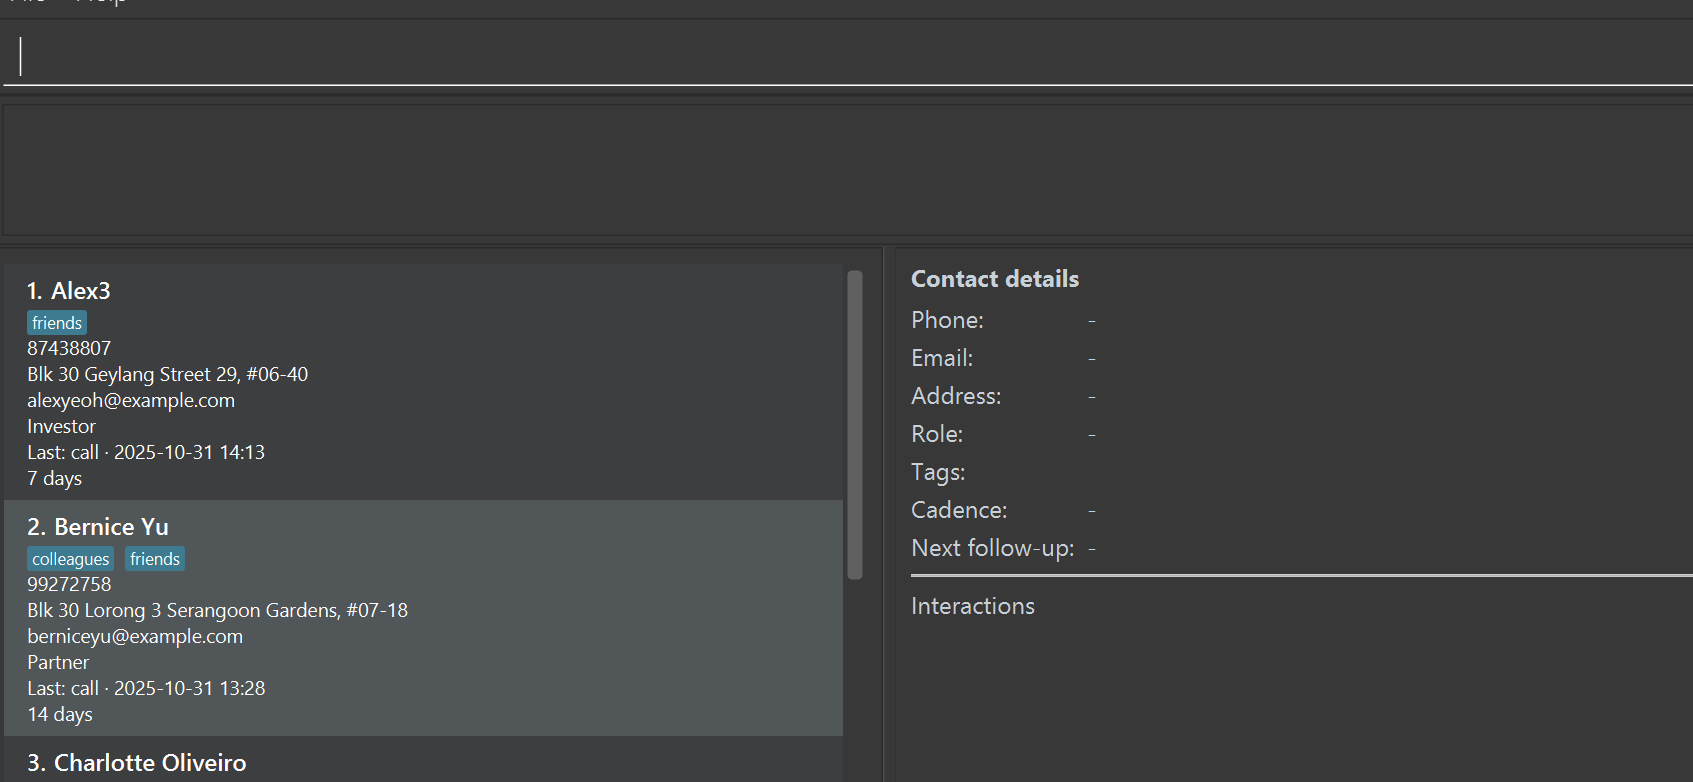 1. Alex3
friends
87438807
Blk 30 Geylang Street 29, #06-40
alexyeoh@example.com
Investor
Last: call · 2025-10-31 14:13
7 days
2. Bernice Yu
colleagues friends
99272758
Blk 30 Lorong 3 Serangoon Gardens, #07-18
berniceyu@example.com
Partner
Last: call · 2025-10-31 13:28
14 days
3. Charlotte Oliveiro
Contact details
Phone: -
Email: -
Address: -
Role: -
Tags:
Cadence: -
Next follow-up: -
Interactions